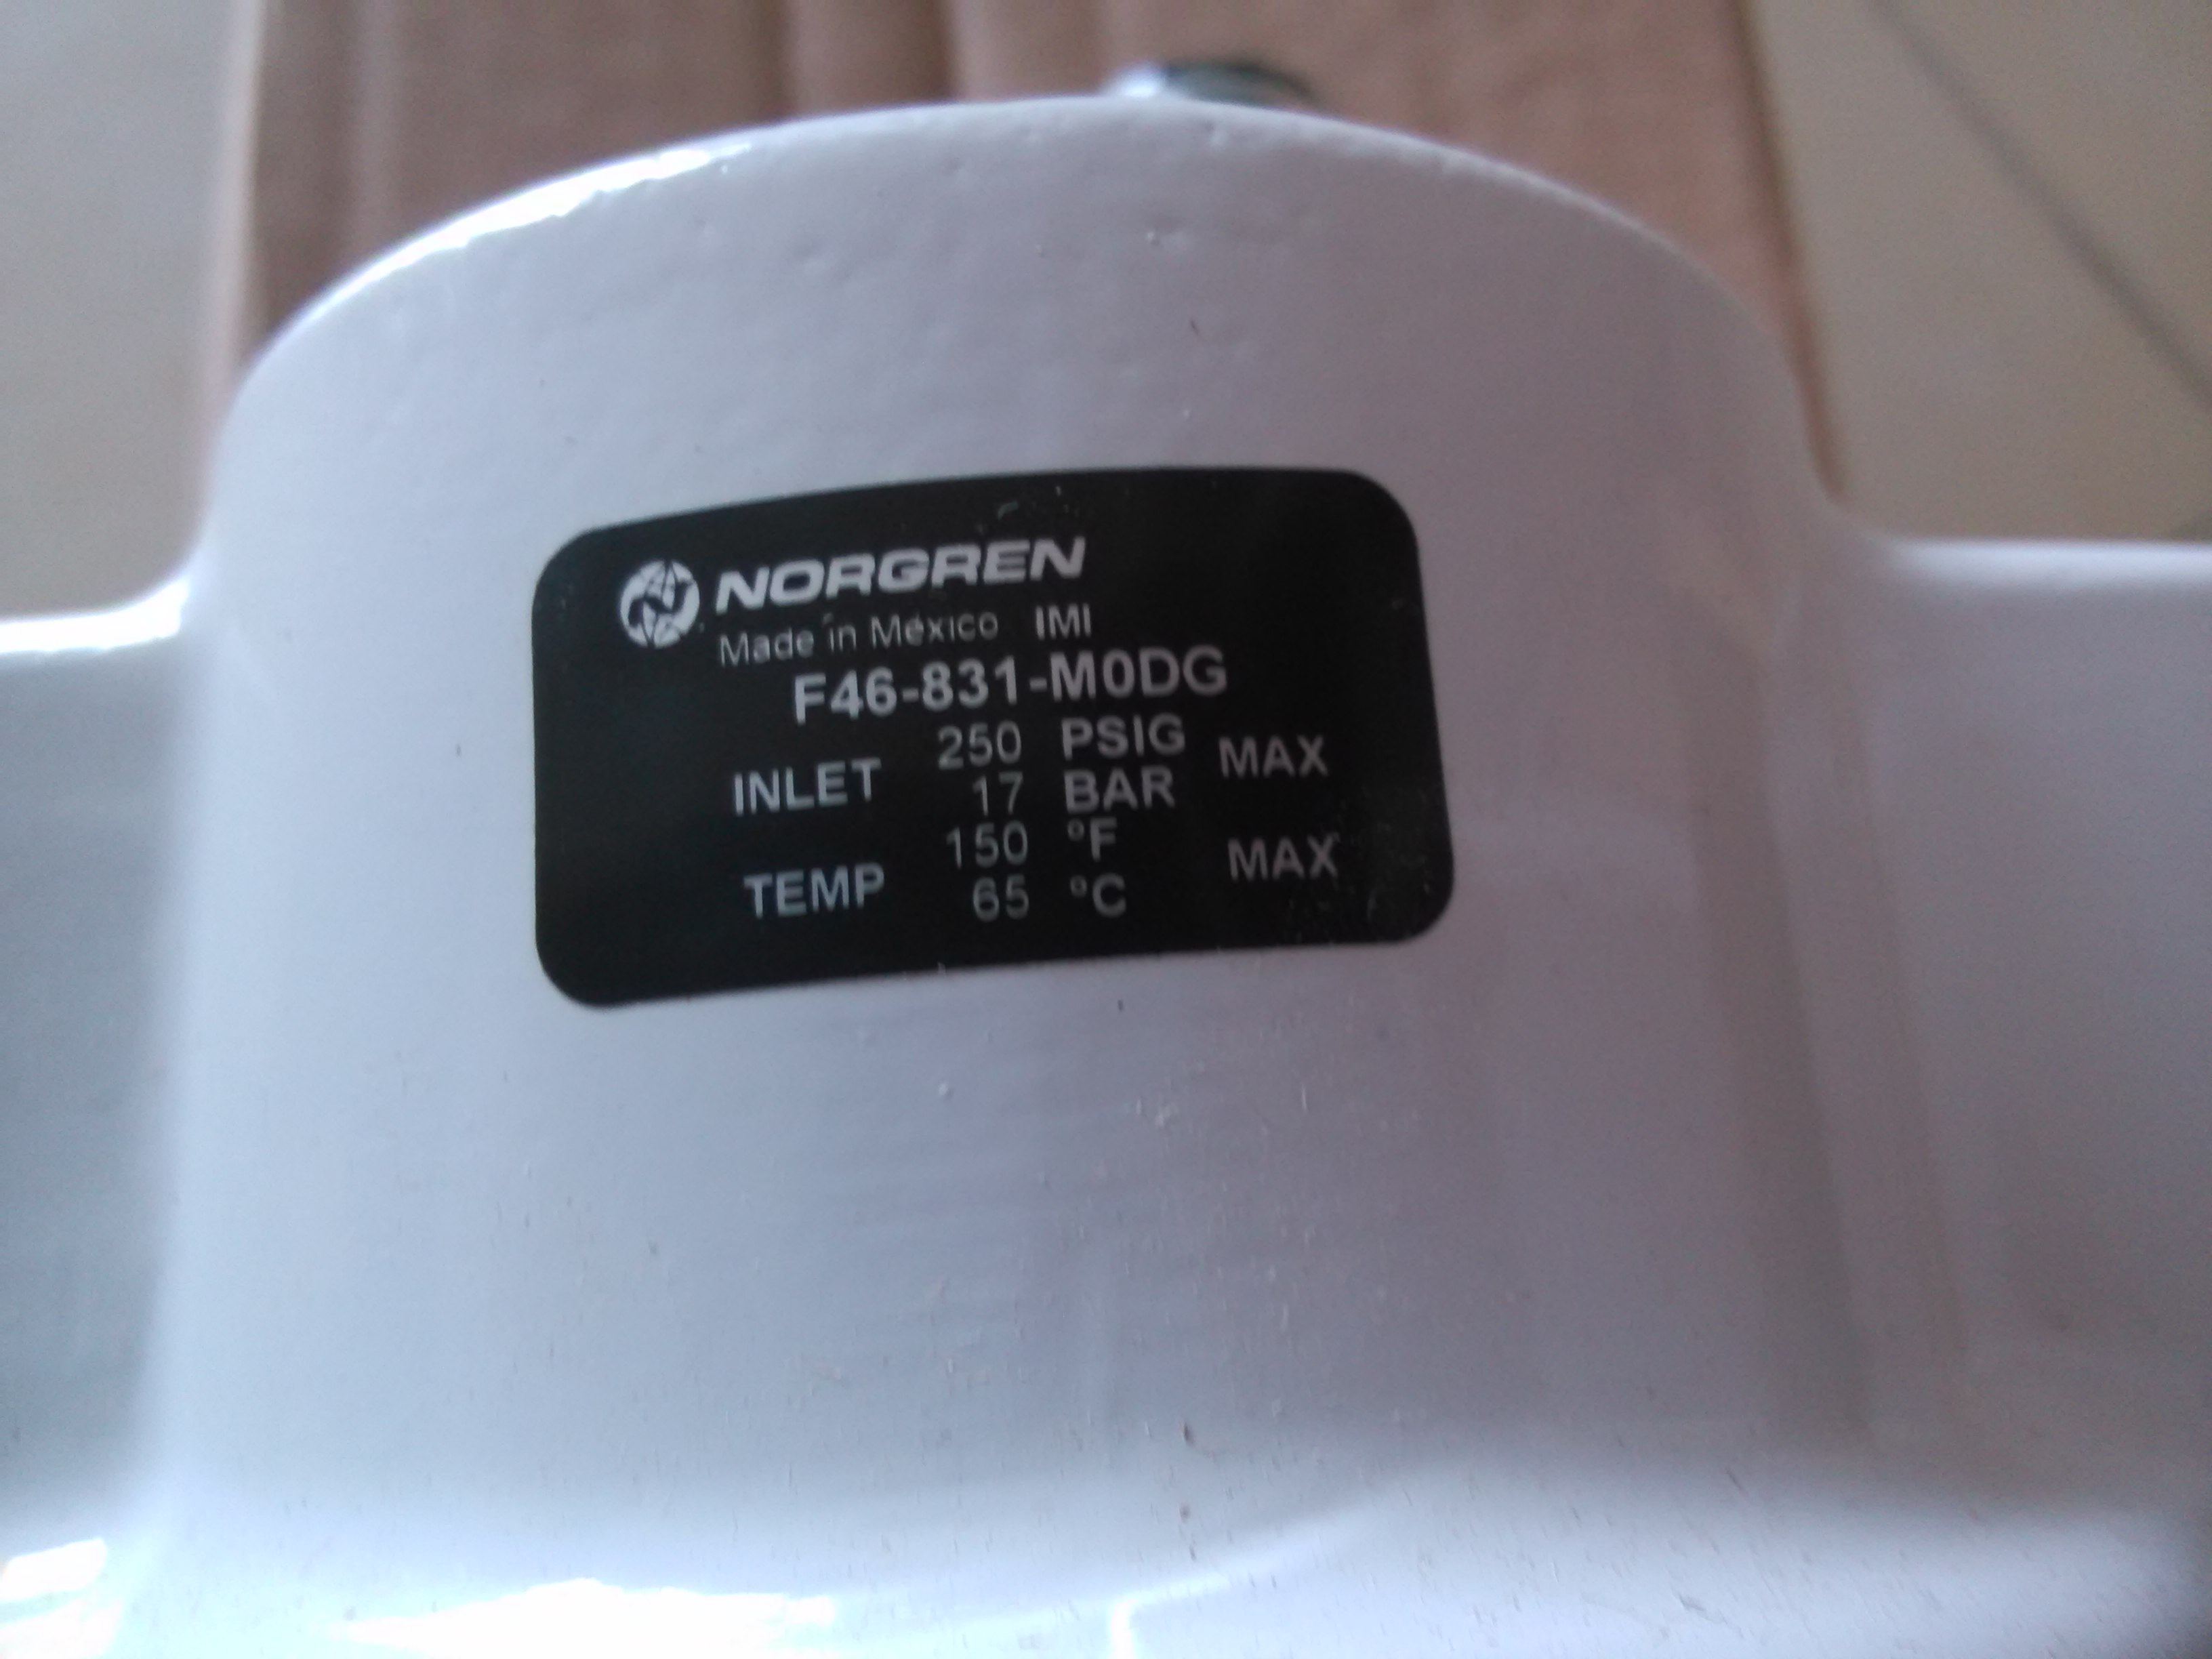 NORGREN
Made in México IMI
F46-831-M0DG
INLET 250 PSIG MAX
17 BAR
TEMP 150 °F MAX
65 °C